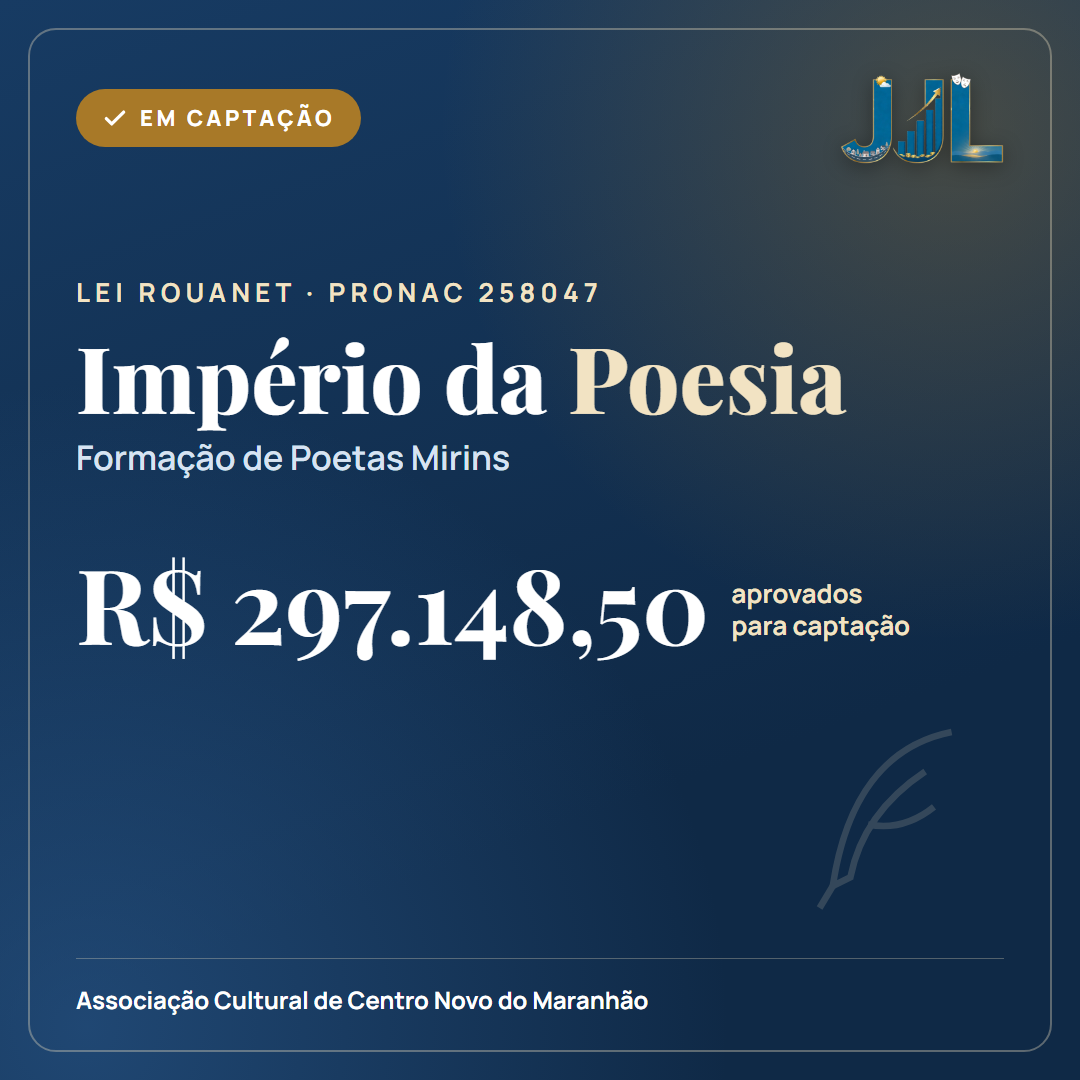 EM CAPTAÇÃO
JJL
LEI ROUANET · PRONAC 258047
Império da Poesia
Formação de Poetas Mirins
R$ 297.148,50
aprovados
para captação
Associação Cultural de Centro Novo do Maranhão